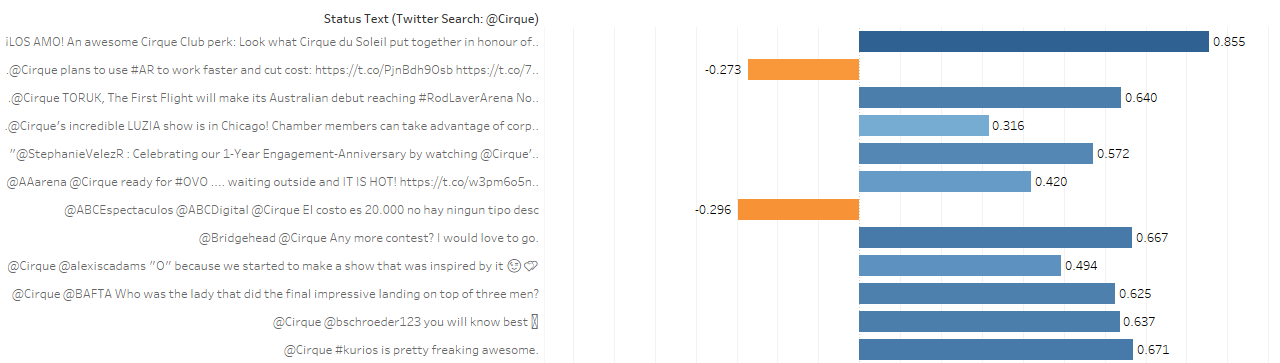 Status Text (Twitter Search: @Cirque)
¡LOS AMO! An awesome Cirque Club perk: Look what Cirque du Soleil put together in honour of.. 0.855
.@Cirque plans to use #AR to work faster and cut cost: https://t.co/PjnBdh9Osb https://t.co/7.. -0.273
.@Cirque TORUK, The First Flight will make its Australian debut reaching #RodLaverArena No.. 0.640
.@Cirque's incredible LUZIA show is in Chicago! Chamber members can take advantage of corp.. 0.316
"@StephanieVelezR : Celebrating our 1-Year Engagement-Anniversary by watching @Cirque'.. 0.572
@AAarena @Cirque ready for #OVO .... waiting outside and IT IS HOT! https://t.co/w3pm6o5n.. 0.420
@ABCEspectaculos @ABCDigital @Cirque El costo es 20.000 no hay ningun tipo desc -0.296
@Bridgehead @Cirque Any more contest? I would love to go. 0.667
@Cirque @alexiscadams "O" because we started to make a show that was inspired by it 😉💛 0.494
@Cirque @BAFTA Who was the lady that did the final impressive landing on top of three men? 0.625
@Cirque @bschroeder123 you will know best 0.637
@Cirque #kurios is pretty freaking awesome. 0.671